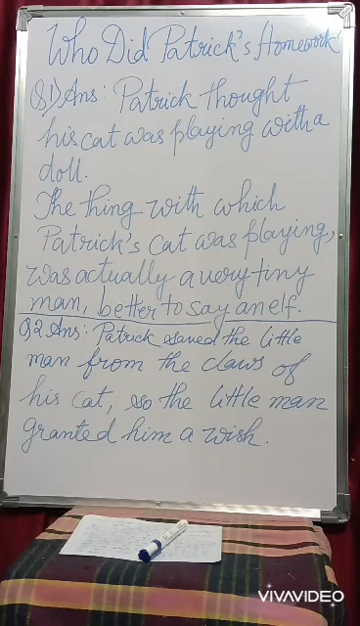 Who Did Patrick's Homework
Q1) Ans: Patrick thought
his cat was playing with a
doll.
The thing with which
Patrick's cat was playing,
was actually a very tiny
man, better to say an elf.
Q2 Ans: Patrick saved the little
man from the claws of
his cat, so the little man
granted him a wish.
VIVAVIDEO